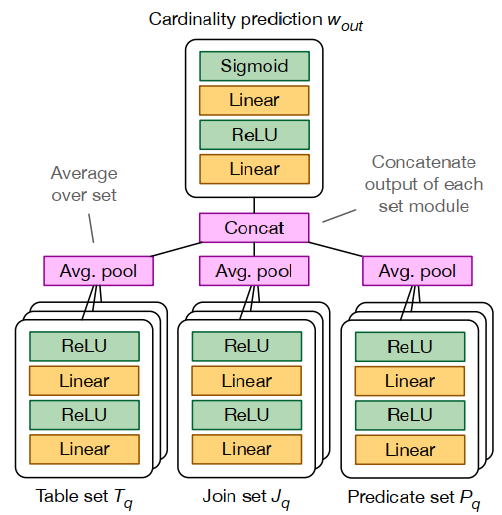 Cardinality prediction w_out
Sigmoid
Linear
ReLU
Linear
Average
over set
Concatenate
output of each
set module
Concat
Avg. pool
Avg. pool
Avg. pool
ReLU
Linear
ReLU
Linear
ReLU
Linear
ReLU
Linear
ReLU
Linear
ReLU
Linear
Table set T_q
Join set J_q
Predicate set P_q